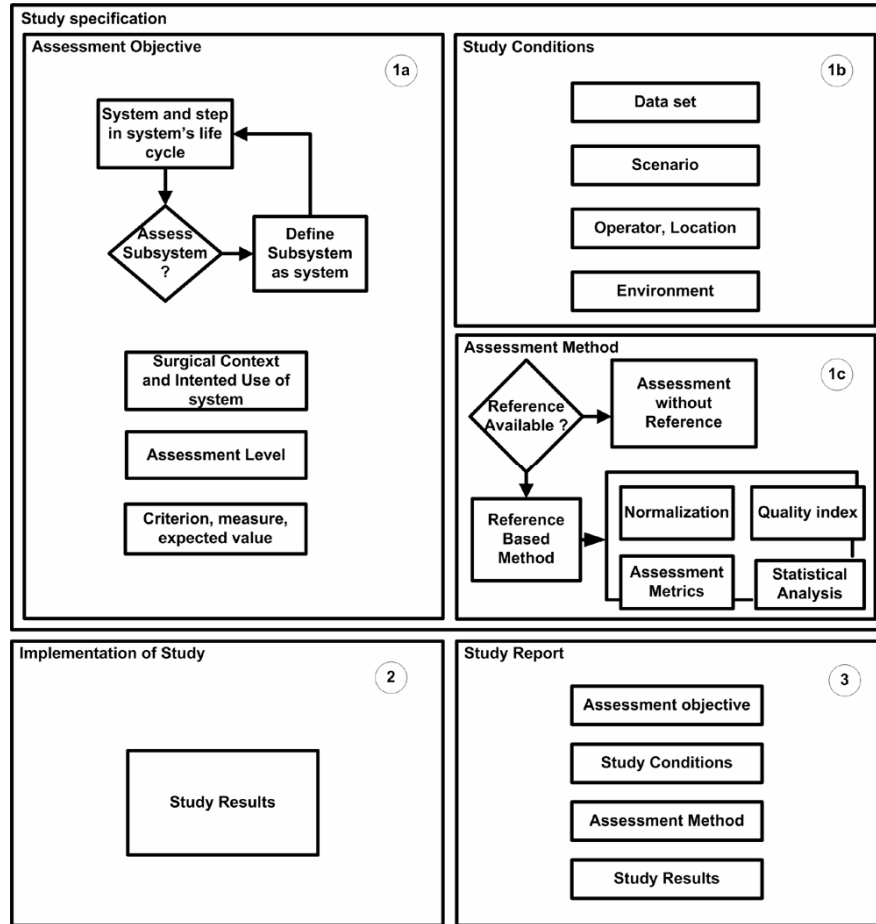 Study specification
Assessment Objective
1a
System and step
in system's life
cycle
Assess
Subsystem
?
Define
Subsystem
as system
Surgical Context
and Intented Use of
system
Assessment Level
Criterion, measure,
expected value
Study Conditions
1b
Data set
Scenario
Operator, Location
Environment
Assessment Method
1c
Reference
Available ?
Assessment
without
Reference
Reference
Based
Method
Normalization
Quality index
Assessment
Metrics
Statistical
Analysis
Implementation of Study
2
Study Results
Study Report
3
Assessment objective
Study Conditions
Assessment Method
Study Results